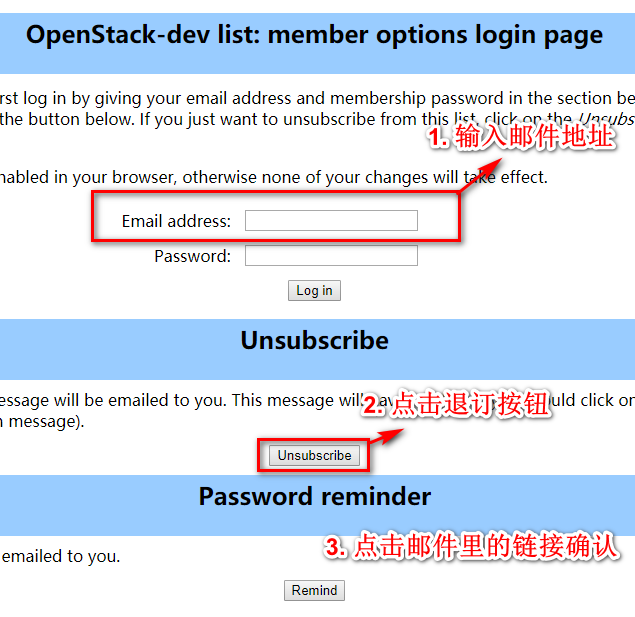 OpenStack-dev list: member options login page
rst log in by giving your email address and membership password in the section be
the button below. If you just want to unsubscribe from this list, click on the Unsubs
1. 输入邮件地址
nabled in your browser, otherwise none of your changes will take effect.
Email address:
Password:
Log in
Unsubscribe
essage will be emailed to you. This message will uld click on
2. 点击退订按钮
message).
Unsubscribe
Password reminder
3. 点击邮件里的链接确认
emailed to you.
Remind